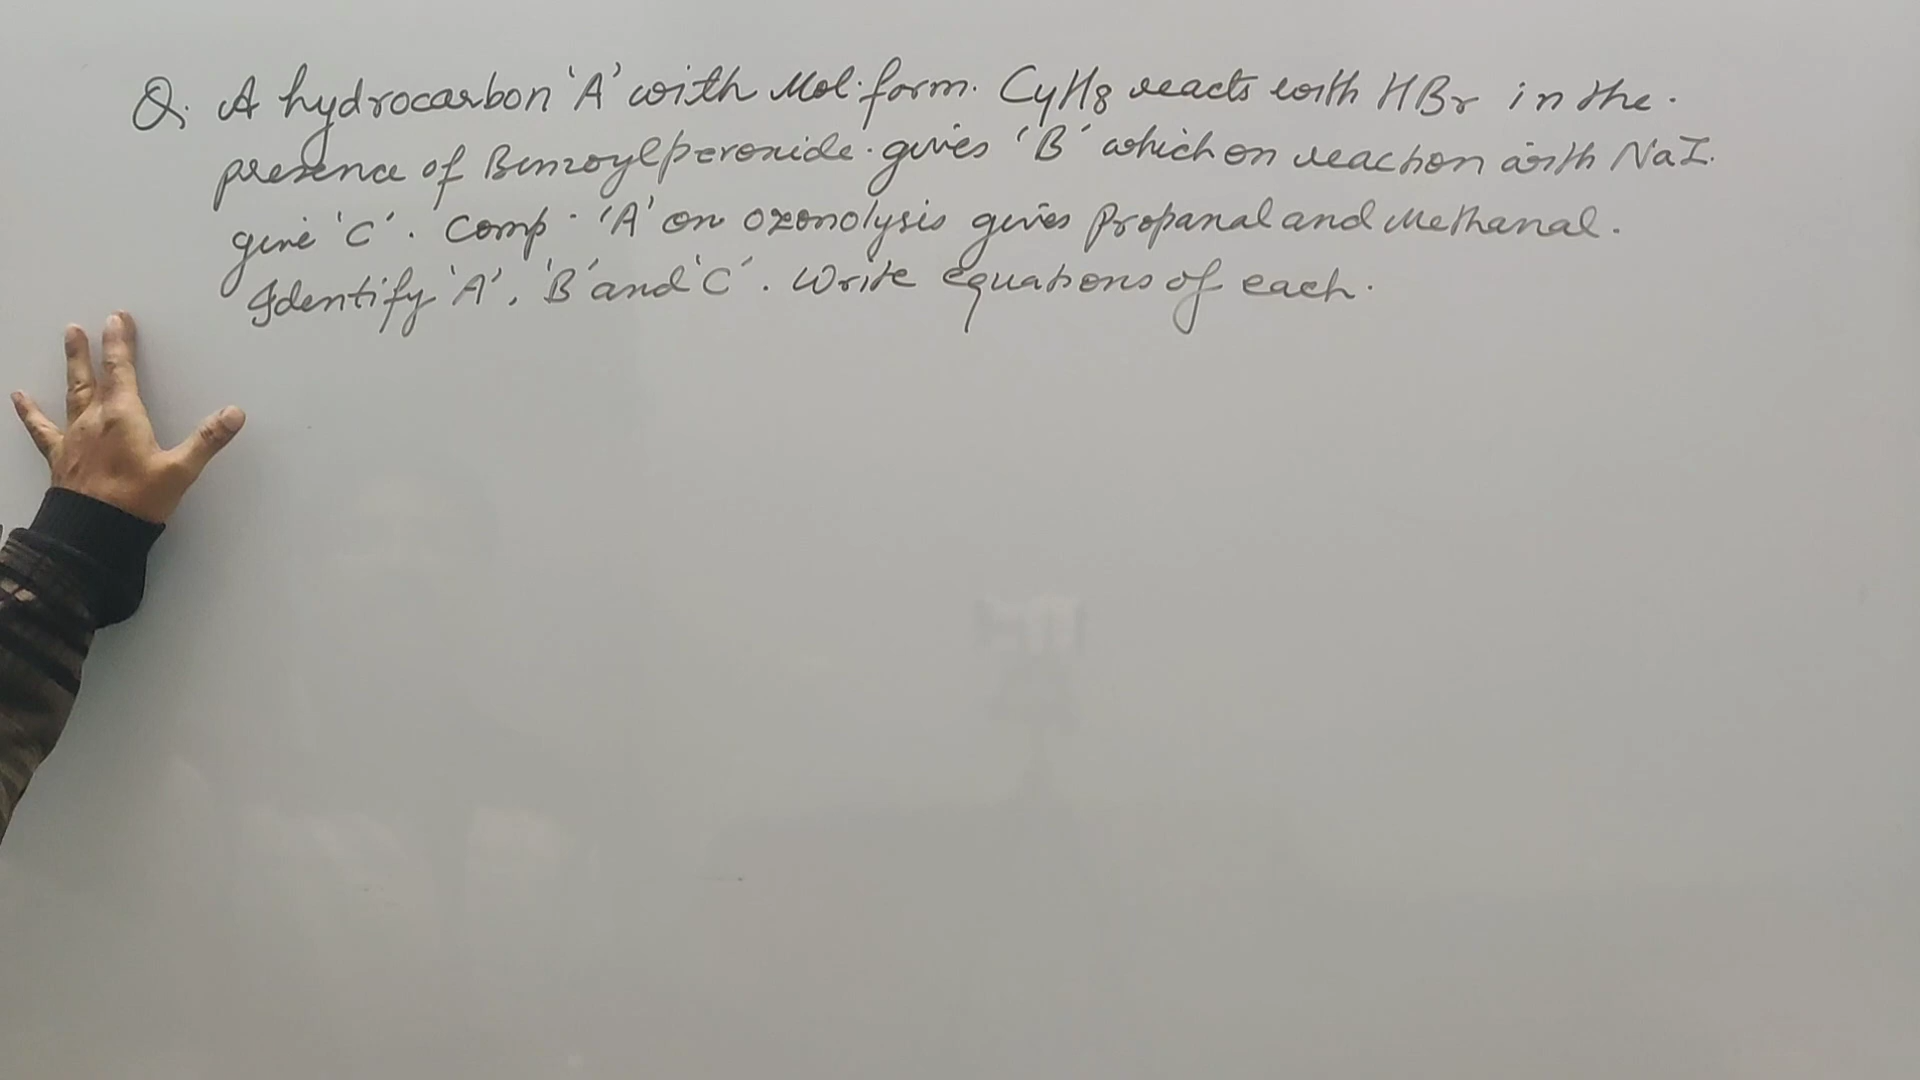 Q. A hydrocarbon 'A' with Mol. form. C4H8 reacts with HBr in the.
presence of Benzoylperoxide. gives 'B' which on reaction with NaI.
give 'C'. Comp. 'A' on ozonolysis gives Propanal and Methanal.
Identify 'A', 'B' and 'C'. Write equations of each.